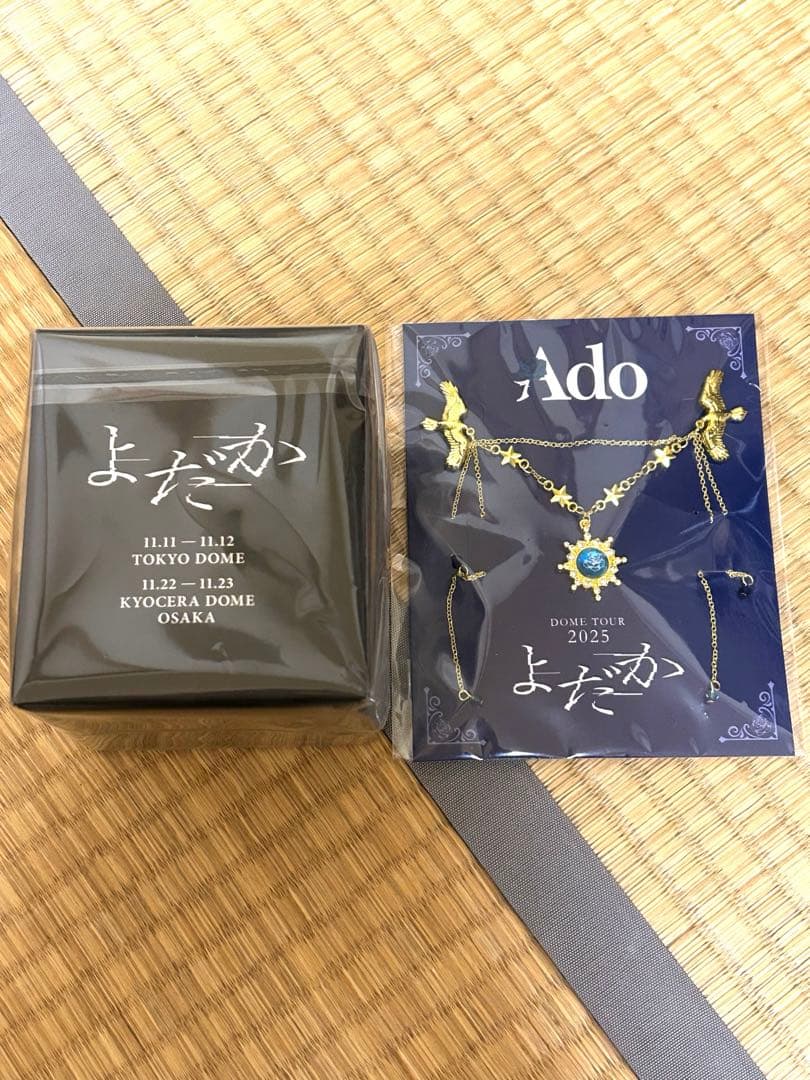 よだか
11.11 — 11.12
TOKYO DOME
11.22 — 11.23
KYOCERA DOME
OSAKA
Ado
DOME TOUR
2025
よだか